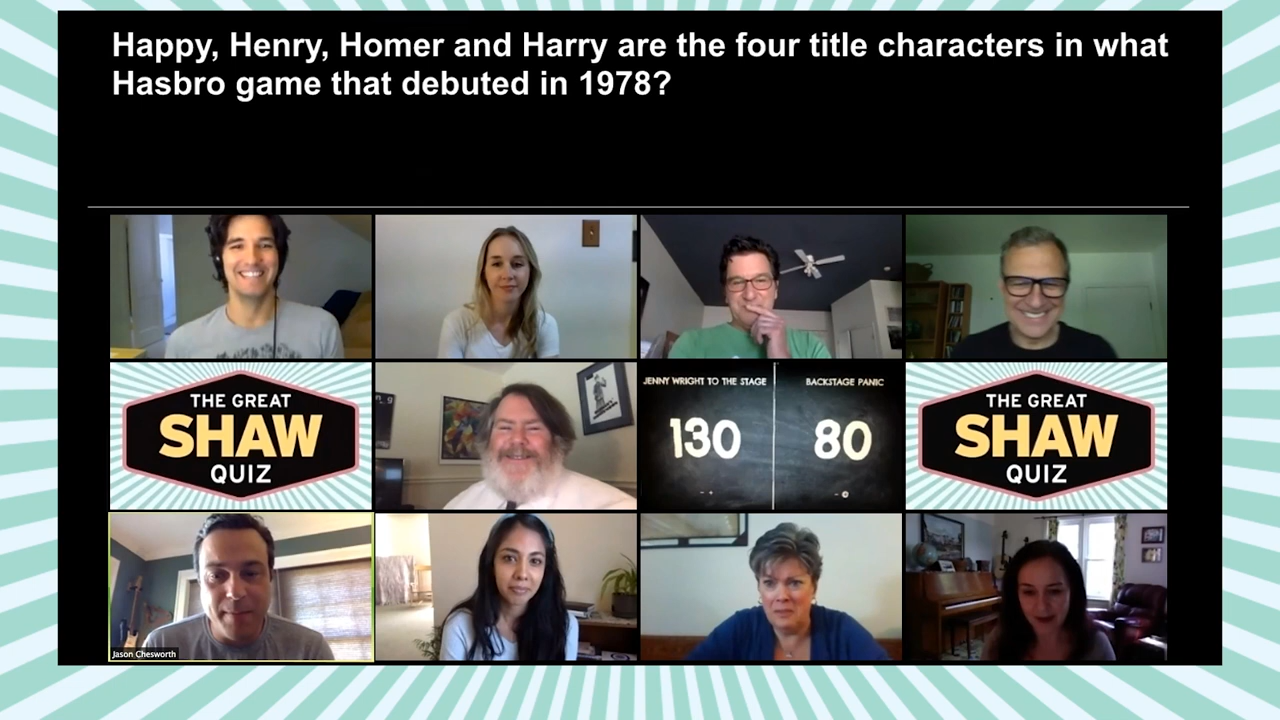 Happy, Henry, Homer and Harry are the four title characters in what
Hasbro game that debuted in 1978?
THE GREAT
SHAW
QUIZ
JENNY WRIGHT TO THE STAGE
BACKSTAGE PANIC
130
80
THE GREAT
SHAW
QUIZ
Jason Chesworth